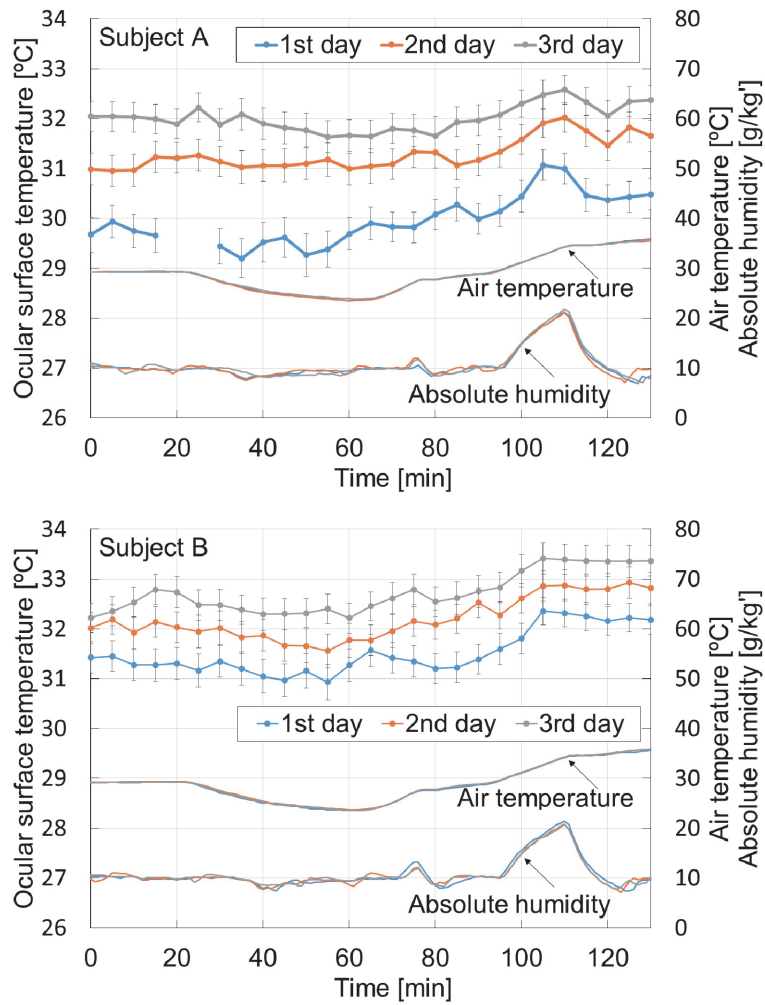 Subject A
1st day 2nd day 3rd day
Ocular surface temperature [ºC]
34
33
32
31
30
29
28
27
26
80
70
60
50
40
30
20
10
0
Air temperature [ºC]
Absolute humidity [g/kg']
Air temperature
Absolute humidity
0 20 40 60 80 100 120
Time [min]
Subject B
Ocular surface temperature [ºC]
34
33
32
31
30
29
28
27
26
80
70
60
50
40
30
20
10
0
Air temperature [ºC]
Absolute humidity [g/kg']
1st day 2nd day 3rd day
Air temperature
Absolute humidity
0 20 40 60 80 100 120
Time [min]